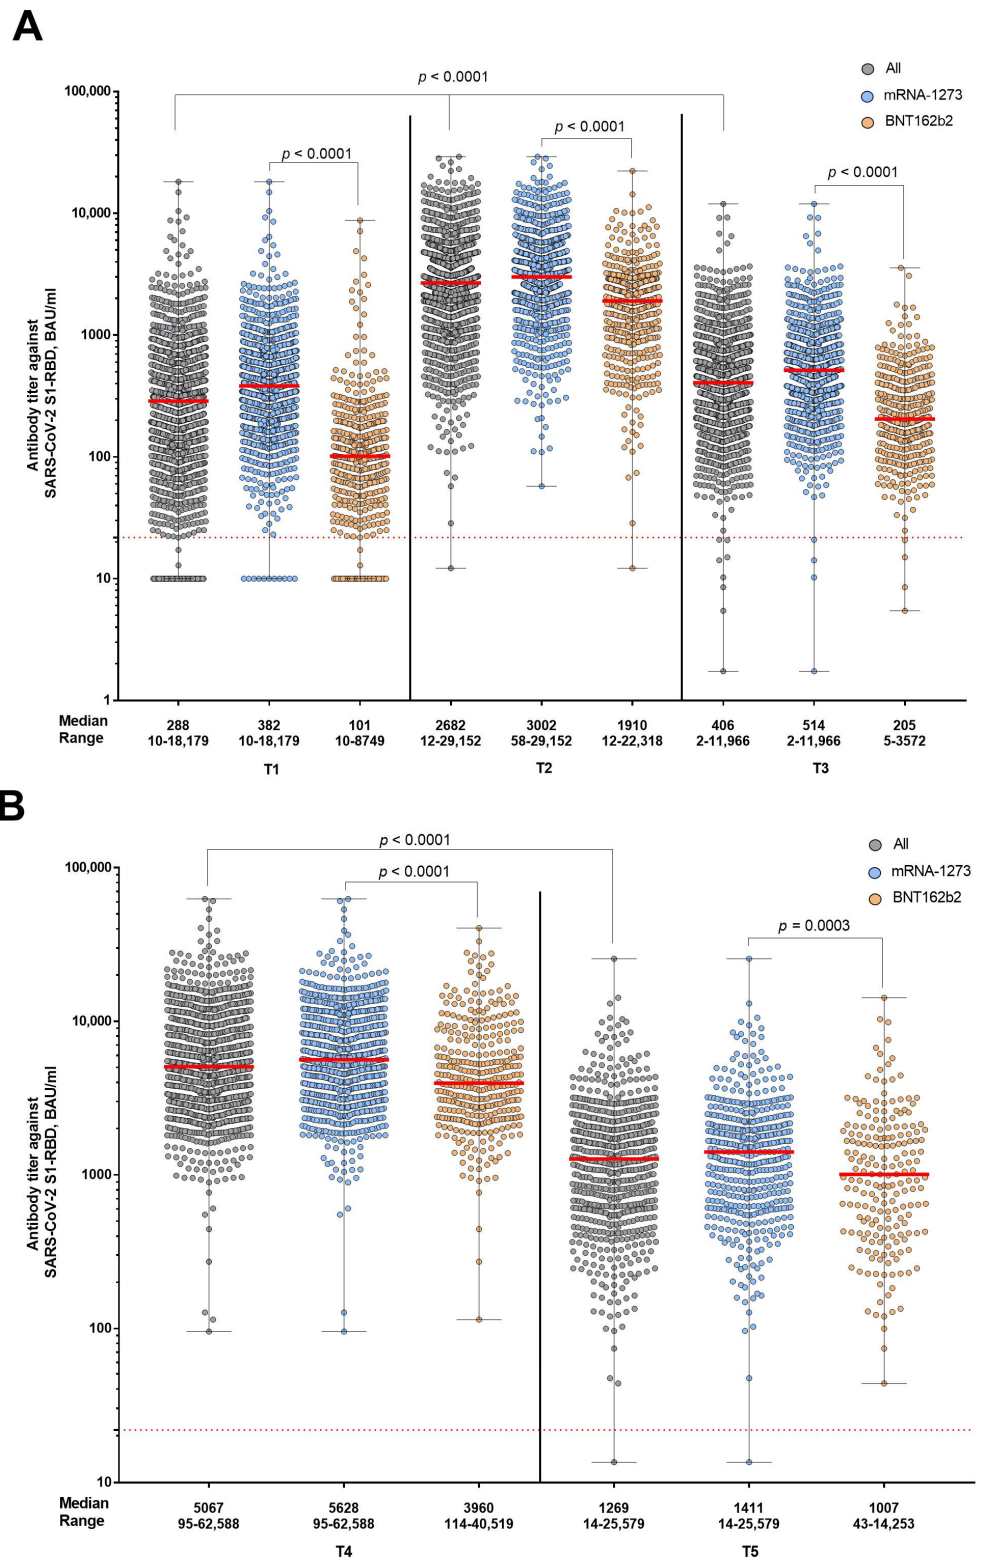 A
p < 0.0001
All
mRNA-1273
BNT162b2
p < 0.0001
p < 0.0001
p < 0.0001
100,000
10,000
1000
100
10
1
Antibody titer against
SARS-CoV-2 S1-RBD, BAU/ml
Median 288 382 101 2682 3002 1910 406 514 205
Range 10-18,179 10-18,179 10-8749 12-29,152 58-29,152 12-22,318 2-11,966 2-11,966 5-3572
T1 T2 T3
B
p < 0.0001
All
mRNA-1273
BNT162b2
p < 0.0001
p = 0.0003
100,000
10,000
1000
100
10
Antibody titer against
SARS-CoV-2 S1-RBD, BAU/ml
Median 5067 5628 3960 1269 1411 1007
Range 95-62,588 95-62,588 114-40,519 14-25,579 14-25,579 43-14,253
T4 T5